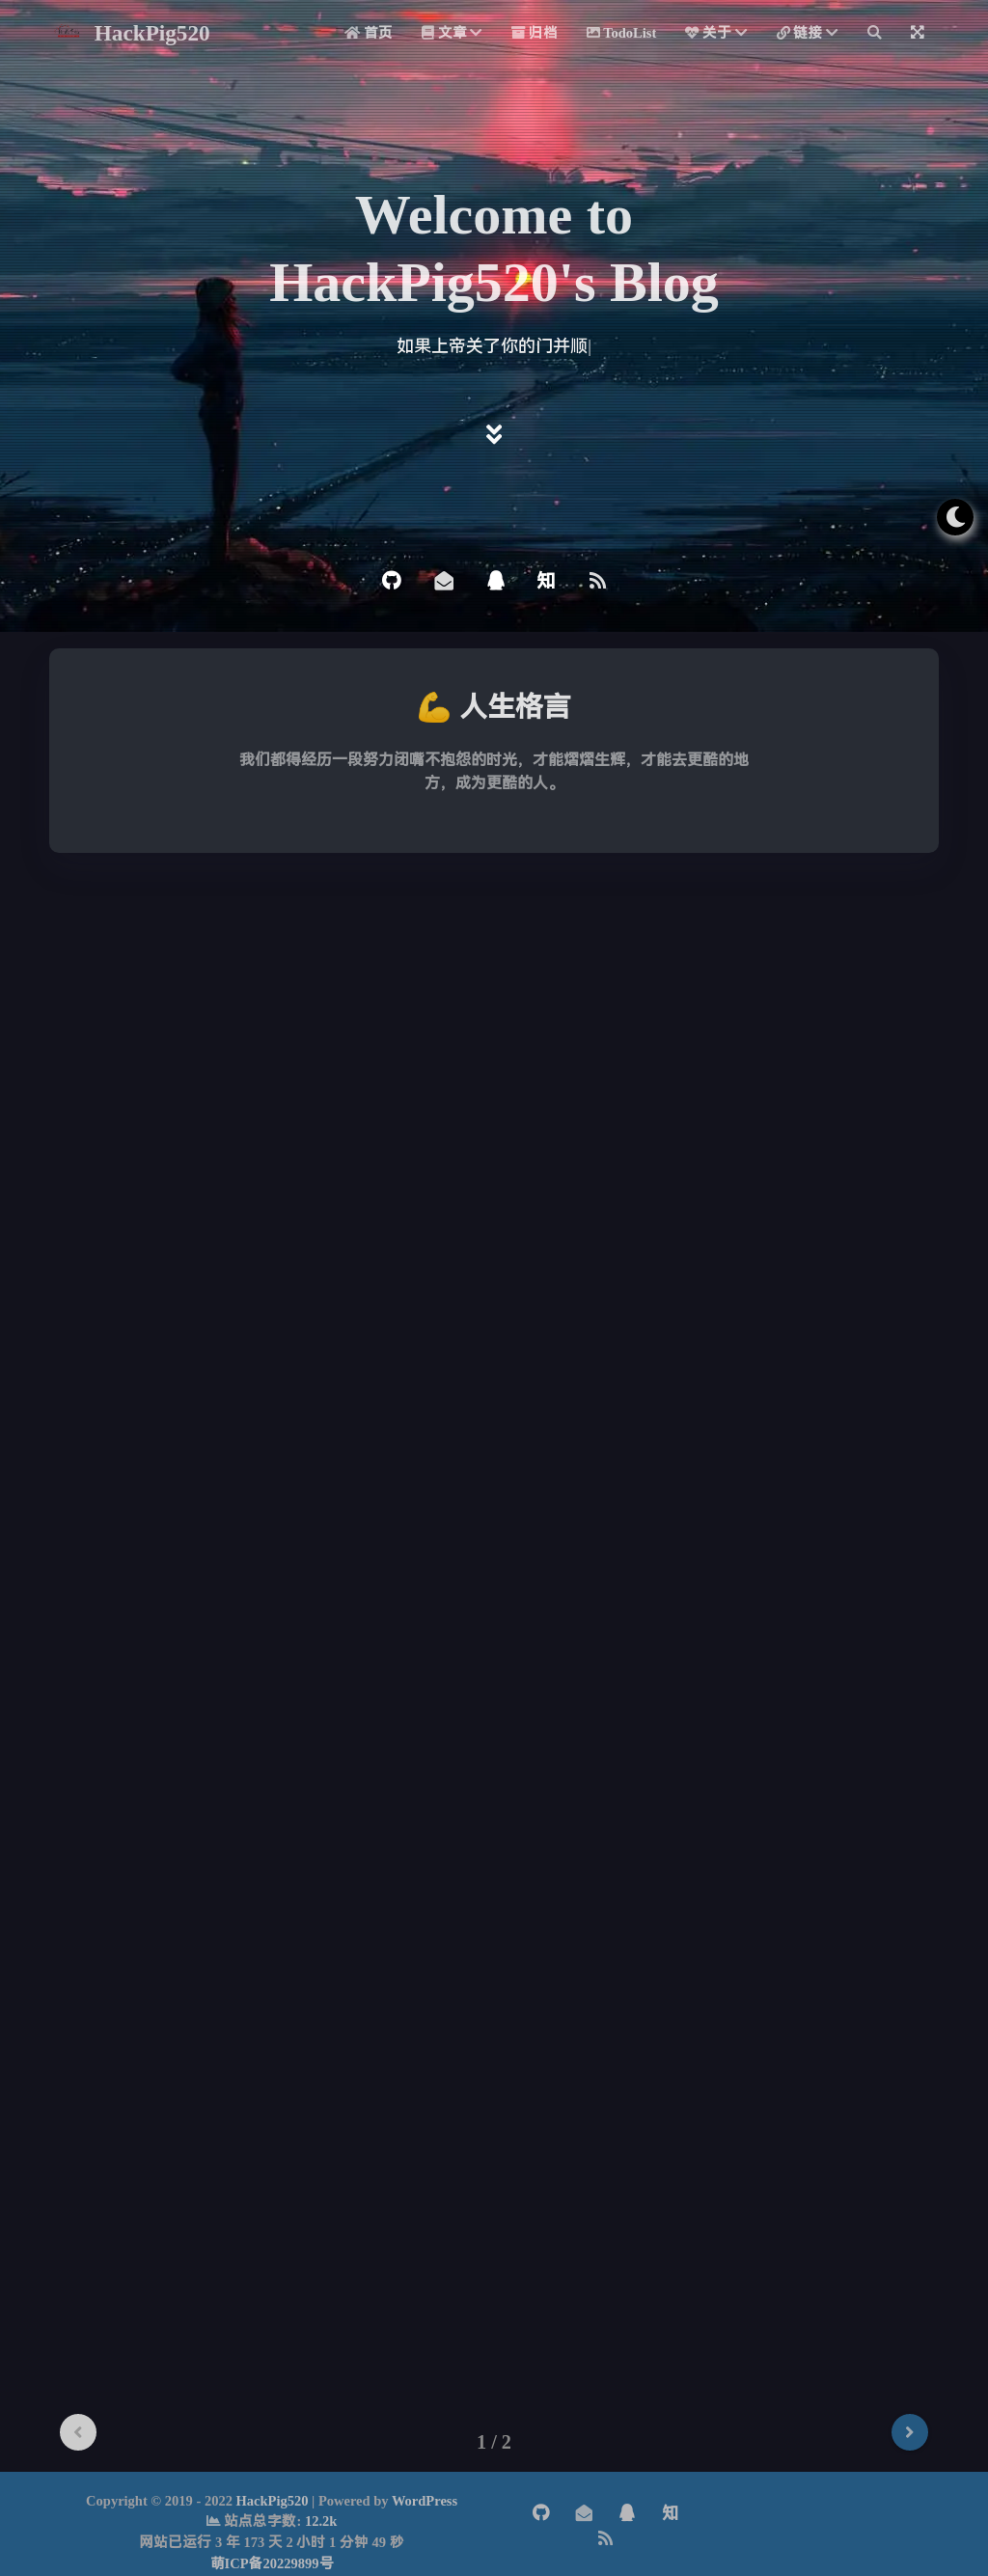 HackPig520
首页 文章 归档 TodoList 关于 链接
Welcome to
HackPig520's Blog
如果上帝关了你的门并顺|
知
💪 人生格言
我们都得经历一段努力闭嘴不抱怨的时光，才能熠熠生辉，才能去更酷的地
方，成为更酷的人。
1 / 2
Copyright © 2019 - 2022 HackPig520 | Powered by WordPress
站点总字数: 12.2k
网站已运行 3 年 173 天 2 小时 1 分钟 49 秒
萌ICP备20229899号
知